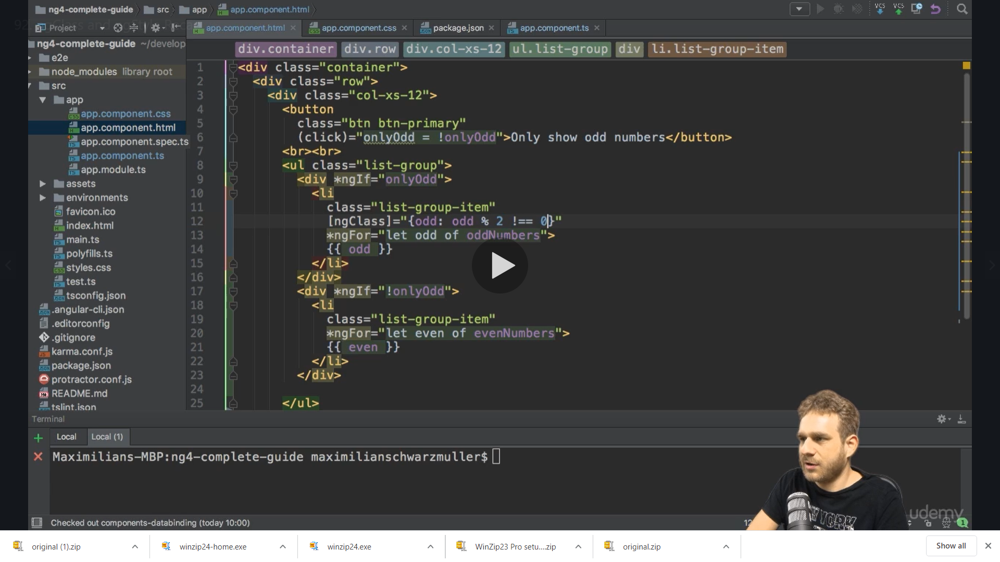 ng4-complete-guide src app app.component.html
Project
app.component.html app.component.css package.json app.component.ts
VCS VCS
ng4-complete-guide ~/develop
e2e
node_modules library root
src
app
app.component.css
app.component.html
app.component.spec.ts
app.component.ts
app.module.ts
assets
environments
favicon.ico
index.html
main.ts
polyfills.ts
styles.css
test.ts
tsconfig.json
.angular-cli.json
.editorconfig
.gitignore
karma.conf.js
package.json
protractor.conf.js
README.md
tslint.json
div.container div.row div.col-xs-12 ul.list-group div li.list-group-item
1 <div class="container">
2 <div class="row">
3 <div class="col-xs-12">
4 <button
5 class="btn btn-primary"
6 (click)="onlyOdd = !onlyOdd">Only show odd numbers</button>
7 <br><br>
8 <ul class="list-group">
9 <div *ngIf="onlyOdd">
10 <li
11 class="list-group-item"
12 [ngClass]="{odd: odd % 2 !== 0}"
13 *ngFor="let odd of oddNumbers">
14 {{ odd }}
15 </li>
16 </div>
17 <div *ngIf="!onlyOdd">
18 <li
19 class="list-group-item"
20 *ngFor="let even of evenNumbers">
21 {{ even }}
22 </li>
23 </div>
24
25 </ul>
Terminal
Local Local (1)
Maximilians-MBP:ng4-complete-guide maximilianschwarzmuller$
Checked out components-databinding (today 10:00)
YORK
udemy
1
original (1).zip winzip24-home.exe winzip24.exe WinZip23 Pro setu....zip original.zip Show all